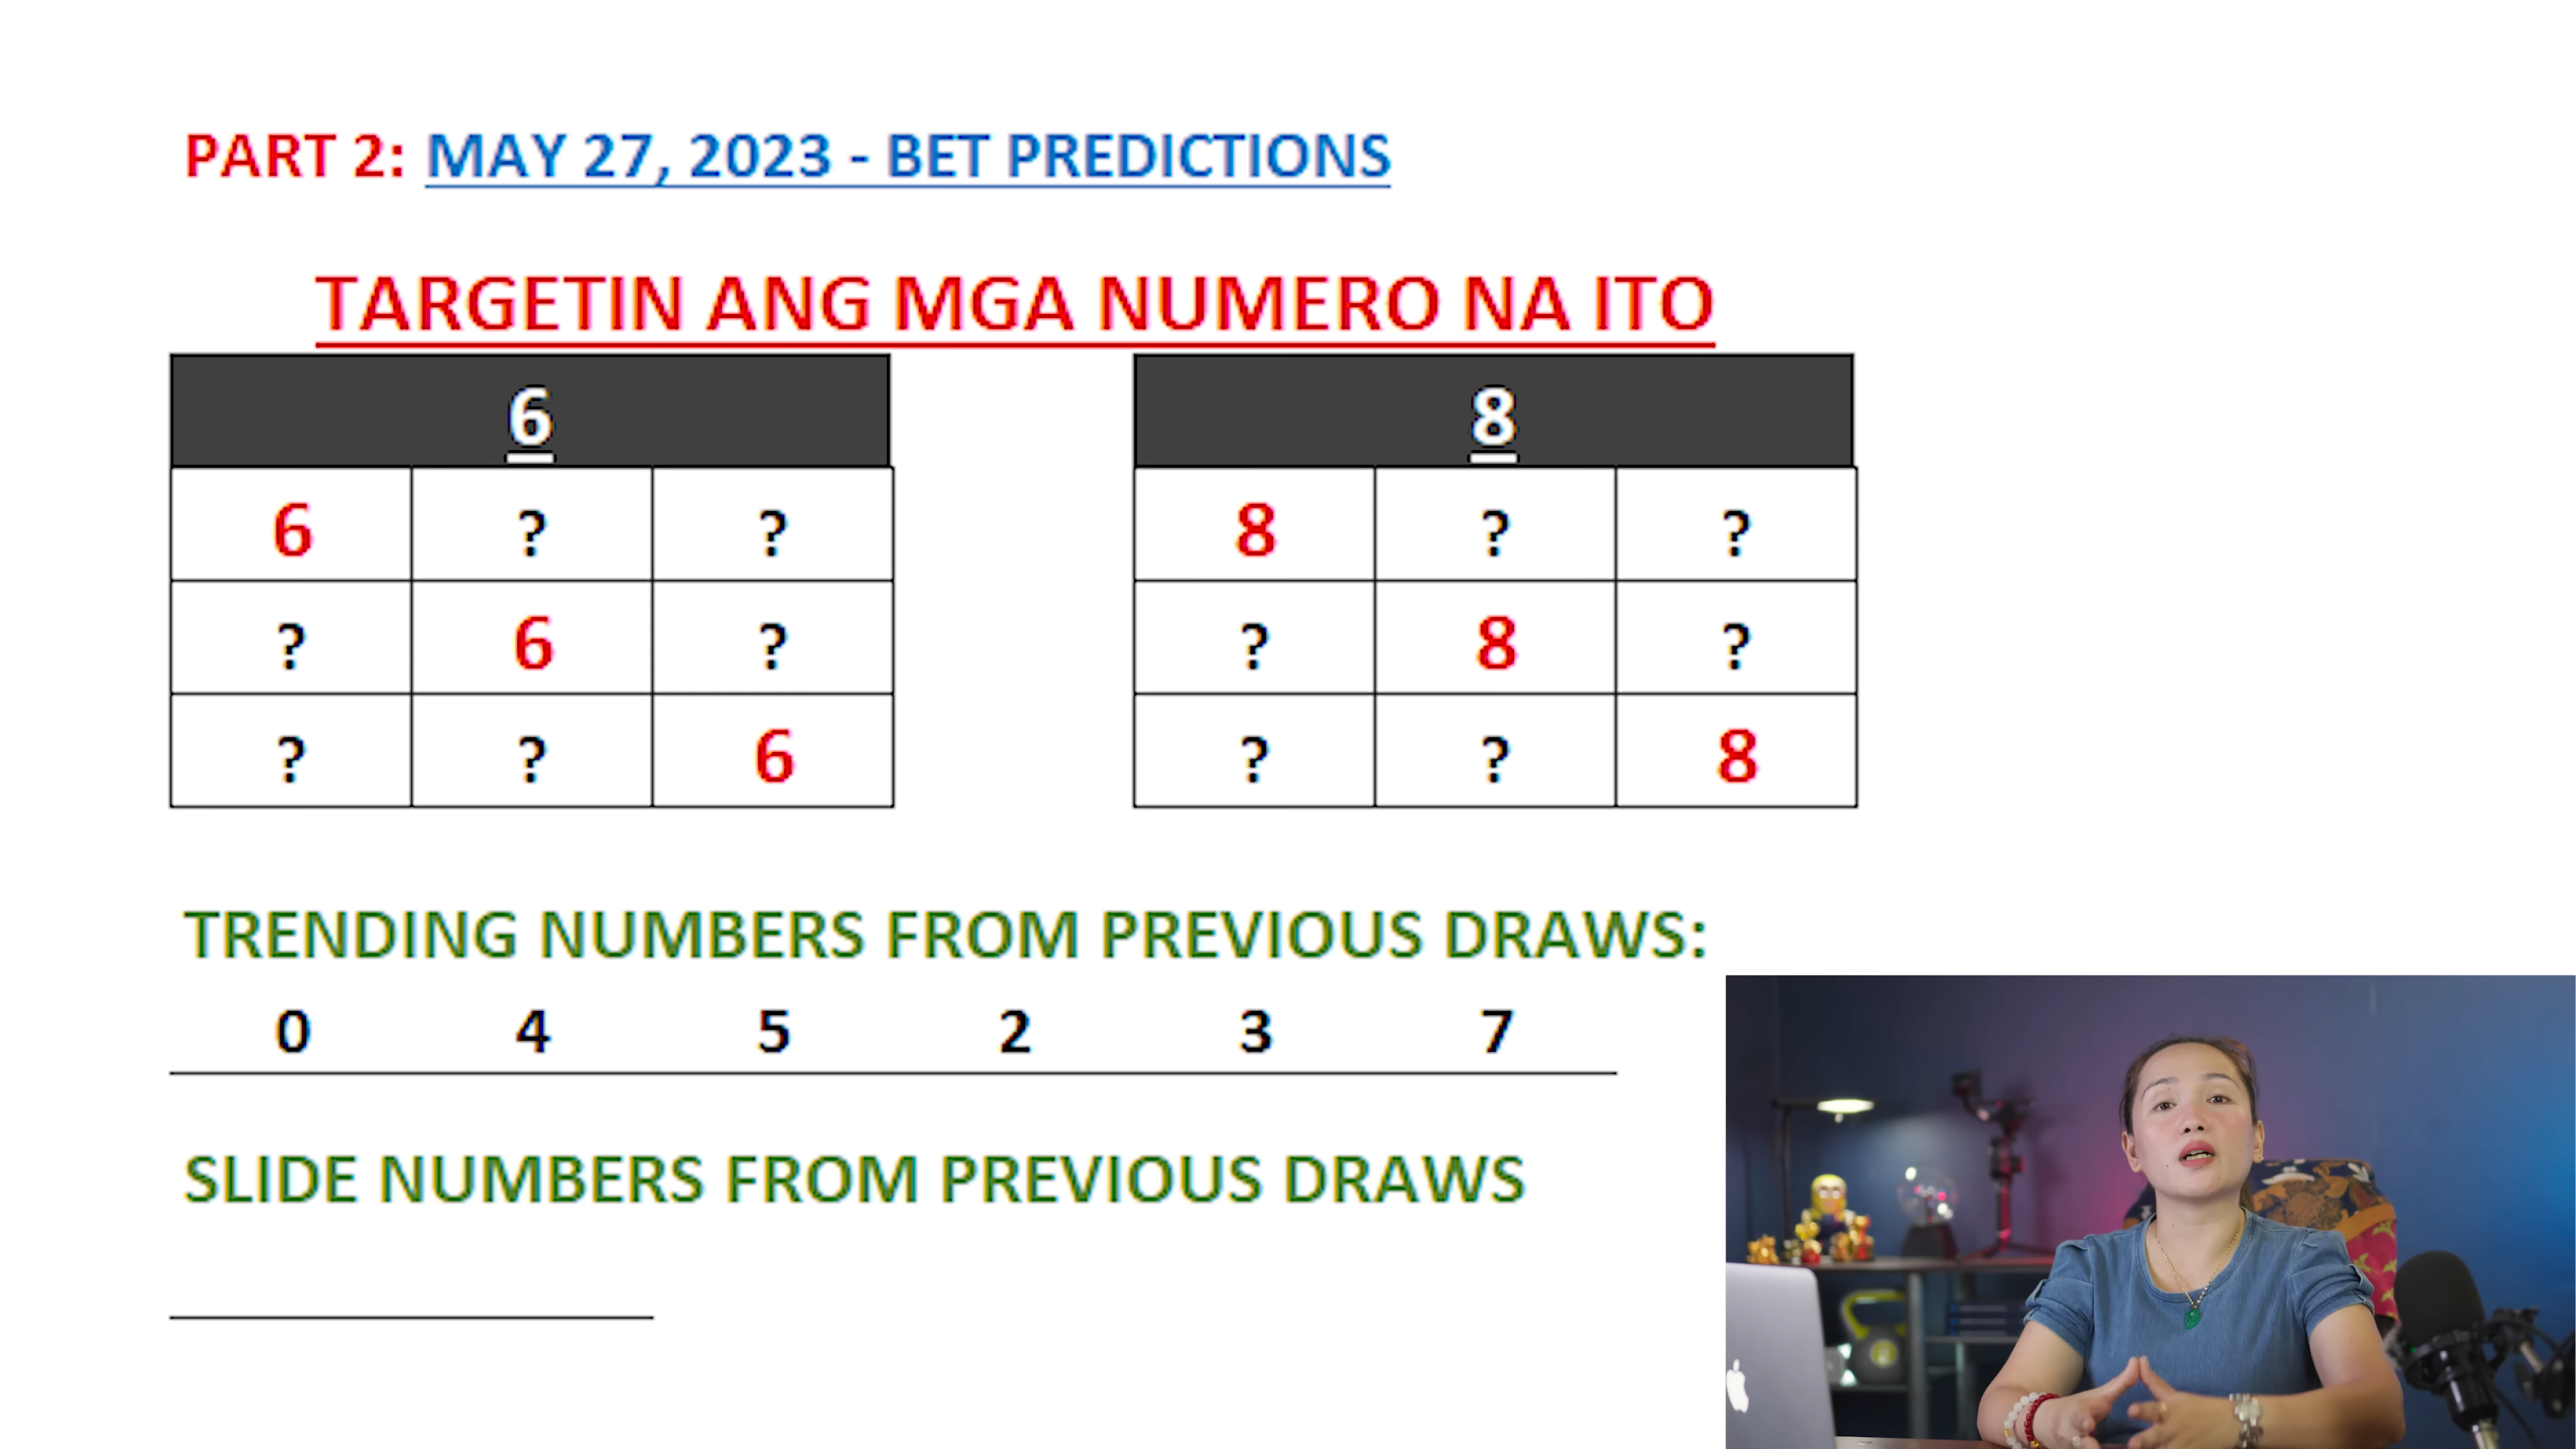 PART 2: MAY 27, 2023 - BET PREDICTIONS
TARGETIN ANG MGA NUMERO NA ITO
6 8
6 ? ? 8 ? ?
? 6 ? ? 8 ?
? ? 6 ? ? 8
TRENDING NUMBERS FROM PREVIOUS DRAWS:
0 4 5 2 3 7
SLIDE NUMBERS FROM PREVIOUS DRAWS